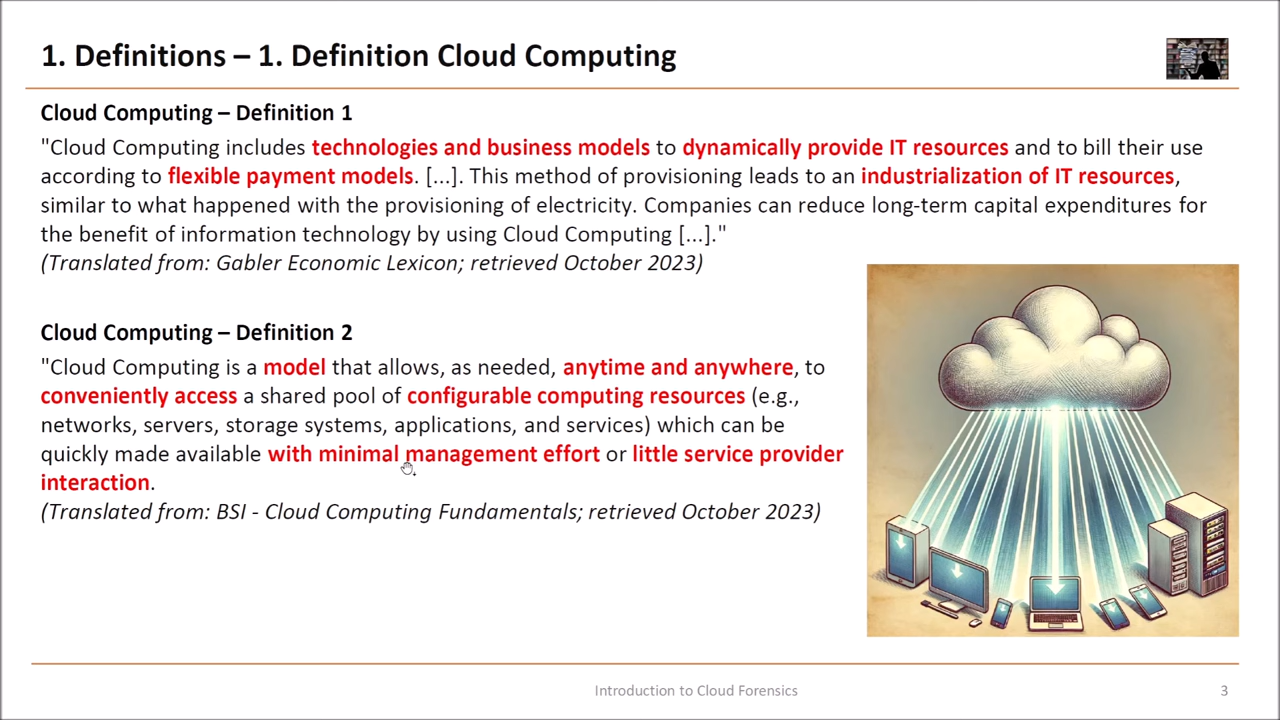 1. Definitions – 1. Definition Cloud Computing
Cloud Computing – Definition 1
"Cloud Computing includes technologies and business models to dynamically provide IT resources and to bill their use
according to flexible payment models. [...]. This method of provisioning leads to an industrialization of IT resources,
similar to what happened with the provisioning of electricity. Companies can reduce long-term capital expenditures for
the benefit of information technology by using Cloud Computing [...]."
(Translated from: Gabler Economic Lexicon; retrieved October 2023)
Cloud Computing – Definition 2
"Cloud Computing is a model that allows, as needed, anytime and anywhere, to
conveniently access a shared pool of configurable computing resources (e.g.,
networks, servers, storage systems, applications, and services) which can be
quickly made available with minimal management effort or little service provider
interaction.
(Translated from: BSI - Cloud Computing Fundamentals; retrieved October 2023)
Introduction to Cloud Forensics
3